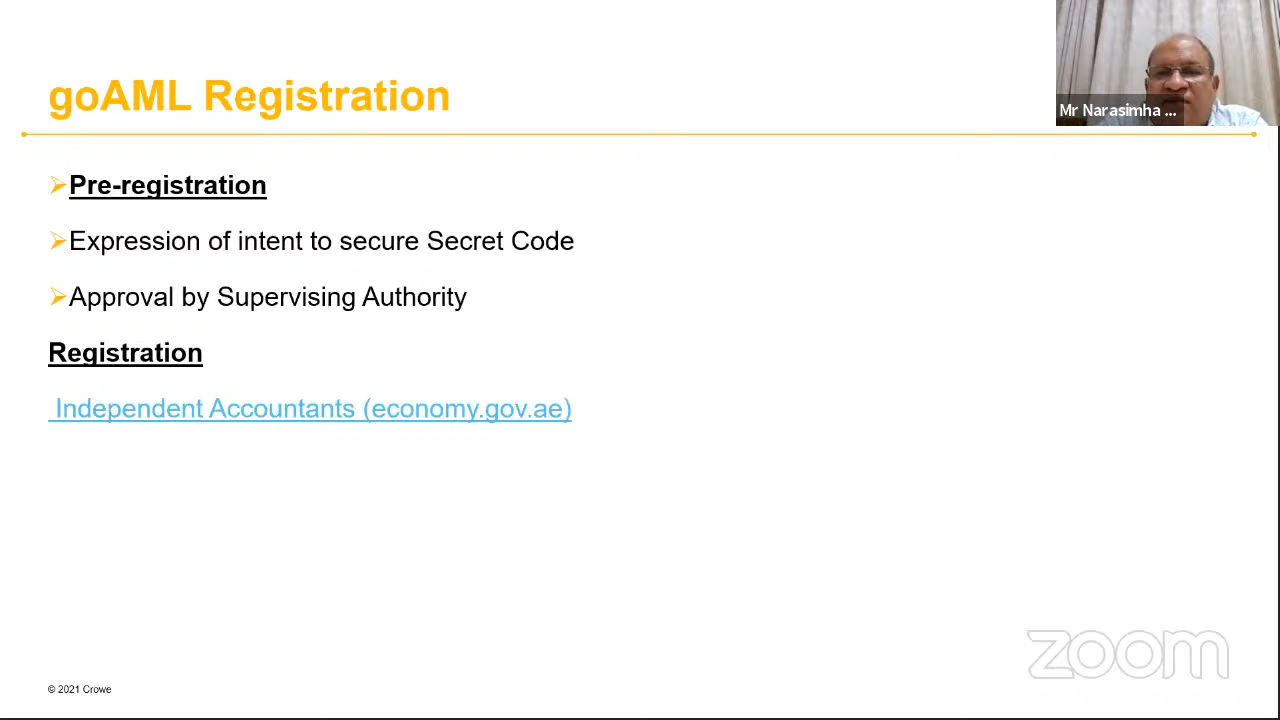 goAML Registration
Mr Narasimha ...
Pre-registration
Expression of intent to secure Secret Code
Approval by Supervising Authority
Registration
Independent Accountants (economy.gov.ae)
zoom
© 2021 Crowe